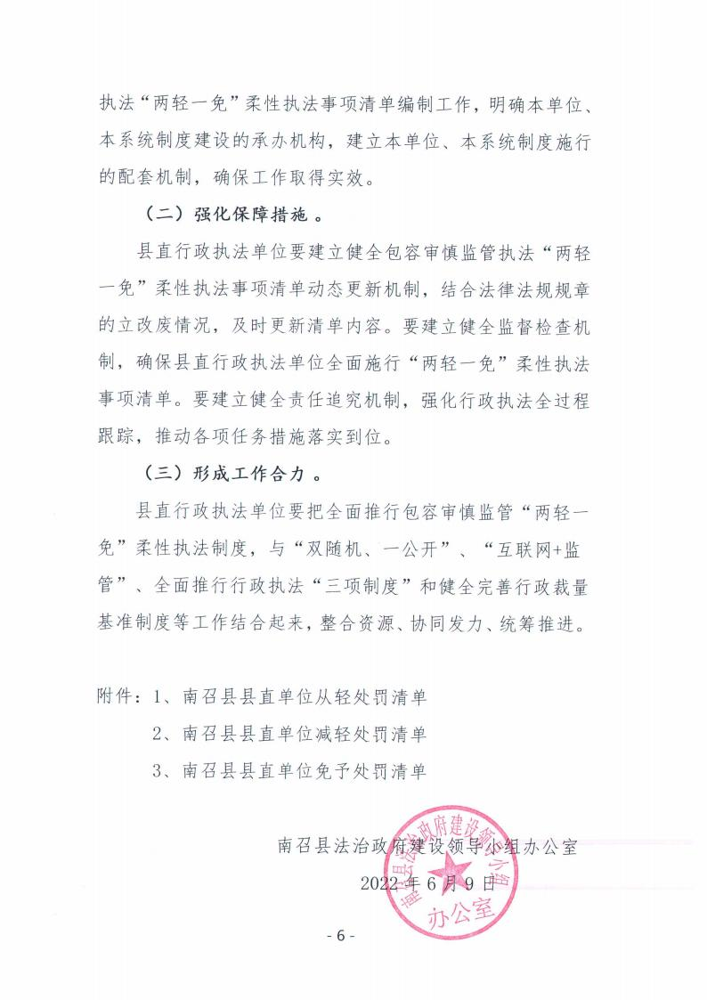 执法“两轻一免”柔性执法事项清单编制工作，明确本单位、
本系统制度建设的承办机构，建立本单位、本系统制度施行
的配套机制，确保工作取得实效。
（二）强化保障措施。
县直行政执法单位要建立健全包容审慎监管执法“两轻
一免”柔性执法事项清单动态更新机制，结合法律法规规章
的立改废情况，及时更新清单内容。要建立健全监督检查机
制，确保县直行政执法单位全面施行“两轻一免”柔性执法
事项清单。要建立健全责任追究机制，强化行政执法全过程
跟踪，推动各项任务措施落实到位。
（三）形成工作合力。
县直行政执法单位要把全面推行包容审慎监管“两轻一
免”柔性执法制度，与“双随机、一公开”、“互联网+监
管”、全面推行行政执法“三项制度”和健全完善行政裁量
基准制度等工作结合起来，整合资源、协同发力、统筹推进。
附件：1、南召县县直单位从轻处罚清单
2、南召县县直单位减轻处罚清单
3、南召县县直单位免予处罚清单
南召县法治政府建设领导小组办公室
2022年6月9日
南召县法治政府建设领导小组
办公室
- 6 -